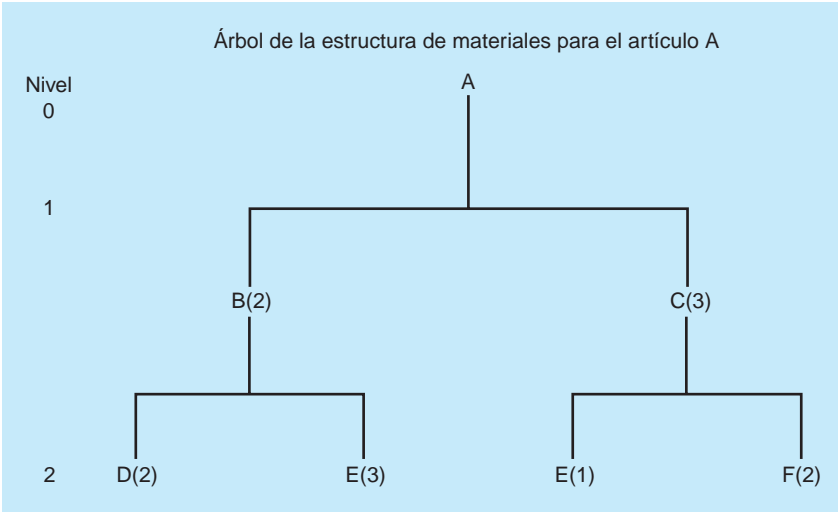 Árbol de la estructura de materiales para el artículo A
Nivel
A
0
1
B(2) C(3)
2 D(2) E(3) E(1) F(2)